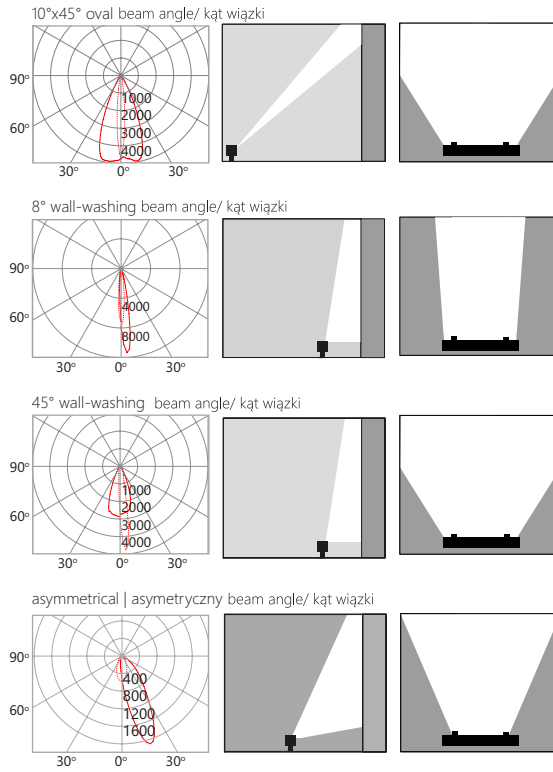 10°x45° oval beam angle/ kąt wiązki
90°
1000
2000
60°
3000
4000
30° 0° 30°
8° wall-washing beam angle/ kąt wiązki
90°
4000
60°
8000
30° 0° 30°
45° wall-washing beam angle/ kąt wiązki
90°
1000
2000
60°
3000
4000
30° 0° 30°
asymmetrical | asymetryczny beam angle/ kąt wiązki
90°
400
800
60°
1200
1600
30° 0° 30°